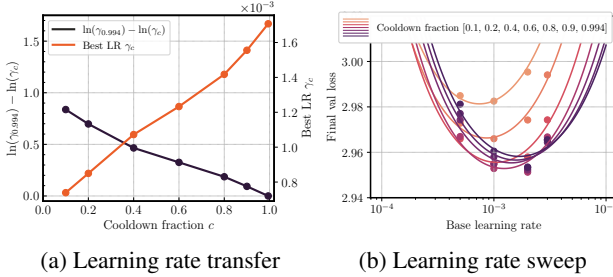 ×10⁻³
ln(γ0.994) − ln(γc)
Best LR γc
1.5
1.0
0.5
0.0
ln(γ0.994) − ln(γc)
1.6
1.4
1.2
1.0
0.8
Best LR γc
0.0 0.2 0.4 0.6 0.8 1.0
Cooldown fraction c
(a) Learning rate transfer
Cooldown fraction [0.1, 0.2, 0.4, 0.6, 0.8, 0.9, 0.994]
3.00
2.98
2.96
2.94
Final val loss
10⁻⁴ 10⁻³ 10⁻
Base learning rate
(b) Learning rate sweep